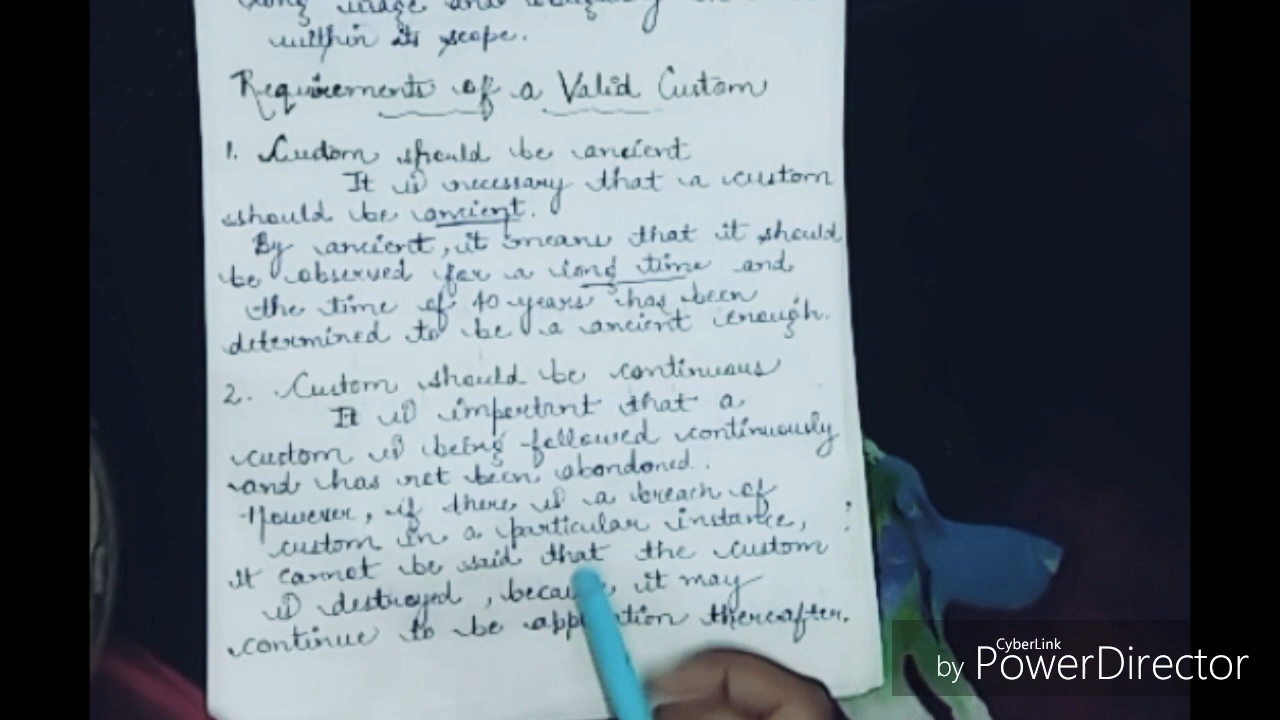 long usage and
within its scope.
Requirements of a Valid Custom
1. Custom should be ancient
It is necessary that a custom
should be ancient.
By ancient, it means that it should
be observed for a long time and
the time of 40 years has been
determined to be a ancient enough.
2. Custom should be continuous
It is important that a
custom is being followed continuously
and has not been abandoned.
However, if there is a breach of
custom in a particular instance,
it cannot be said that the custom
is destroyed, because, it may
continue to be application thereafter.
CyberLink
by PowerDirector